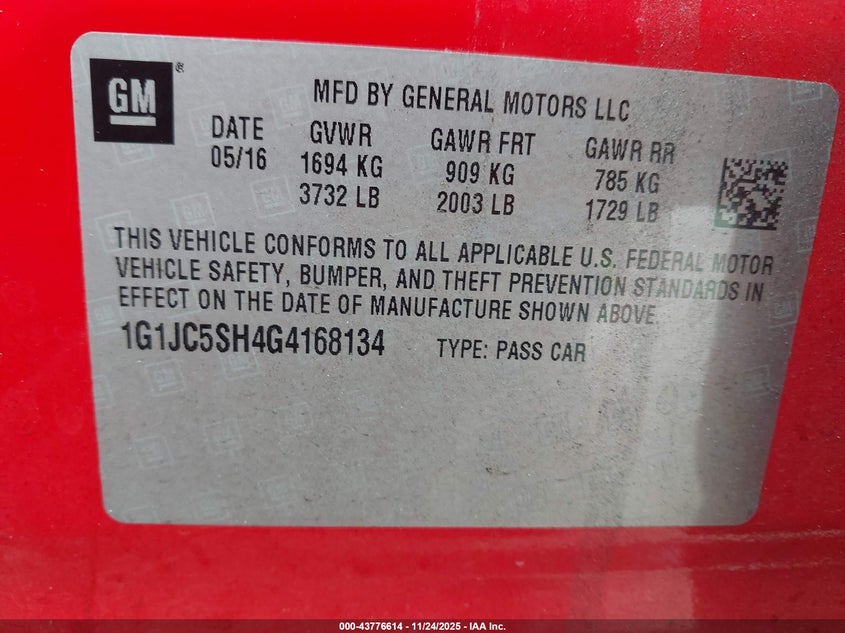 GM ®
MFD BY GENERAL MOTORS LLC
DATE GVWR GAWR FRT GAWR RR
05/16 1694 KG 909 KG 785 KG
3732 LB 2003 LB 1729 LB
THIS VEHICLE CONFORMS TO ALL APPLICABLE U.S. FEDERAL MOTOR
VEHICLE SAFETY, BUMPER, AND THEFT PREVENTION STANDARDS IN
EFFECT ON THE DATE OF MANUFACTURE SHOWN ABOVE.
1G1JC5SH4G4168134 TYPE: PASS CAR
000-43776614 - 11/24/2025 - IAA Inc.